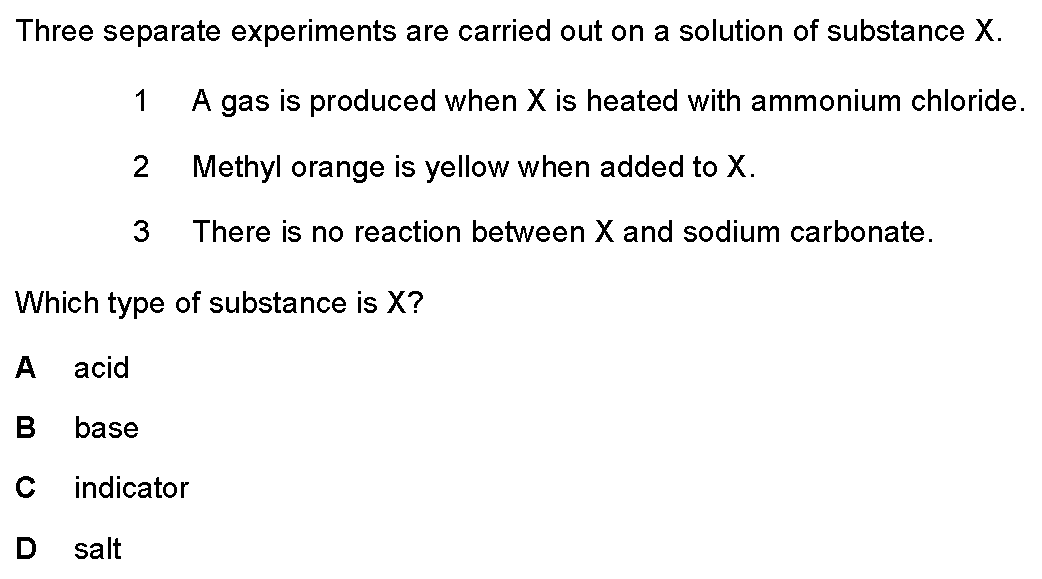 Three separate experiments are carried out on a solution of substance X.
1 A gas is produced when X is heated with ammonium chloride.
2 Methyl orange is yellow when added to X.
3 There is no reaction between X and sodium carbonate.
Which type of substance is X?
A acid
B base
C indicator
D salt